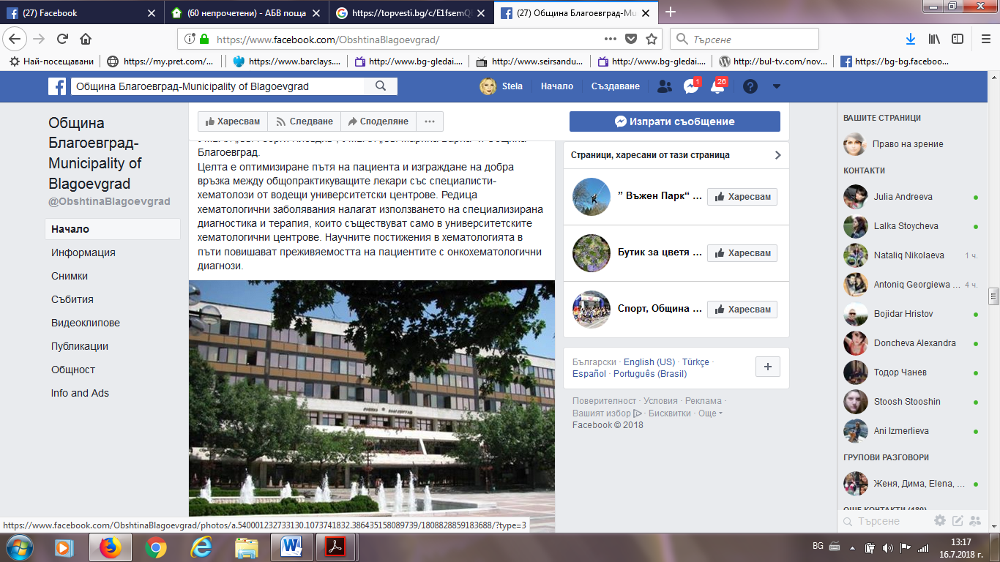 (27) Facebook
(60 непрочетени) - АБВ поща
https://topvesti.bg/c/E1fsemQ
(27) Община Благоевград-Mu
https://www.facebook.com/ObshtinaBlagoevgrad/
Търсене
Най-посещавани
https://my.pret.com/...
https://www.barclays....
http://www.bg-gledai....
http://www.seirsandu...
http://www.bg-gledai....
http://bul-tv.com/nov...
https://bg-bg.faceboo...
Община Благоевград-Municipality of Blagoevgrad
Stela
Начало
Създаване
1
26
Община
Благоевград-
Municipality of
Blagoevgrad
@ObshtinaBlagoevgrad
Начало
Информация
Снимки
Събития
Видеоклипове
Публикации
Общност
Info and Ads
Харесвам
Следване
Споделяне
Изпрати съобщение
Благоевград.
Целта е оптимизиране пътя на пациента и изграждане на добра
връзка между общопрактикуващите лекари със специалисти-
хематолози от водещи университетски центрове. Редица
хематологични заболявания налагат използването на специализирана
диагностика и терапия, които съществуват само в университетските
хематологични центрове. Научните постижения в хематологията в
пъти повишават преживяемостта на пациентите с онкохематологични
диагнози.
Страници, харесани от тази страница
” Въжен Парк“ ...
Харесвам
Бутик за цветя ...
Харесвам
Спорт, Община ...
Харесвам
Български · English (US) · Türkçe ·
Español · Português (Brasil)
Поверителност · Условия · Реклама ·
Вашият избор · Бисквитки · Още
Facebook © 2018
ВАШИТЕ СТРАНИЦИ
Право на зрение
КОНТАКТИ
Julia Andreeva
Lalka Stoycheva
Nataliq Nikolaeva 1 ч.
Antoniq Georgiewa ... 4 ч.
Bojidar Hristov
Doncheva Alexandra
Тодор Чанев
Stoosh Stooshin
Ani Izmerlieva
ГРУПОВИ РАЗГОВОРИ
Женя, Дима, Elena, ...
ОЩЕ КОНТАКТИ (489)
Търсене
https://www.facebook.com/ObshtinaBlagoevgrad/photos/a.540001232733130.1073741832.386435158089739/1808828859183688/?type=3
BG
13:17
16.7.2018 г.